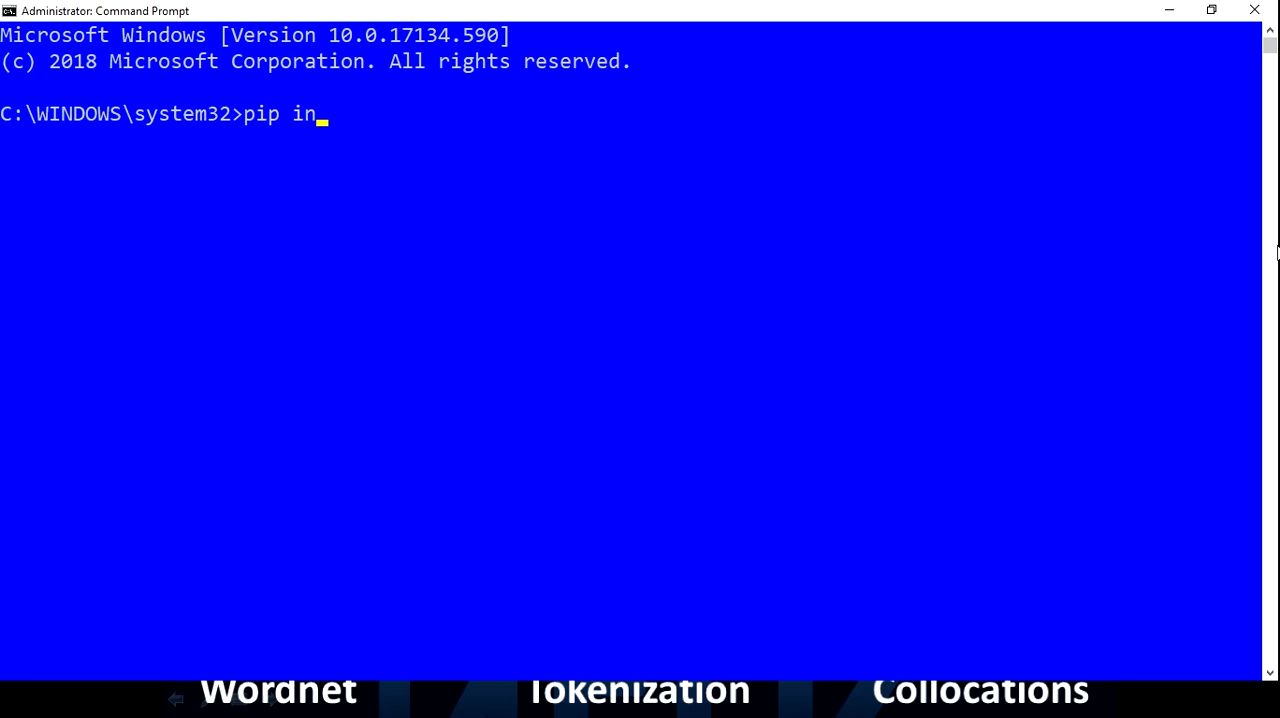 Administrator: Command Prompt
Microsoft Windows [Version 10.0.17134.590]
(c) 2018 Microsoft Corporation. All rights reserved.
C:\WINDOWS\system32>pip in_
Wordnet Tokenization Collocations